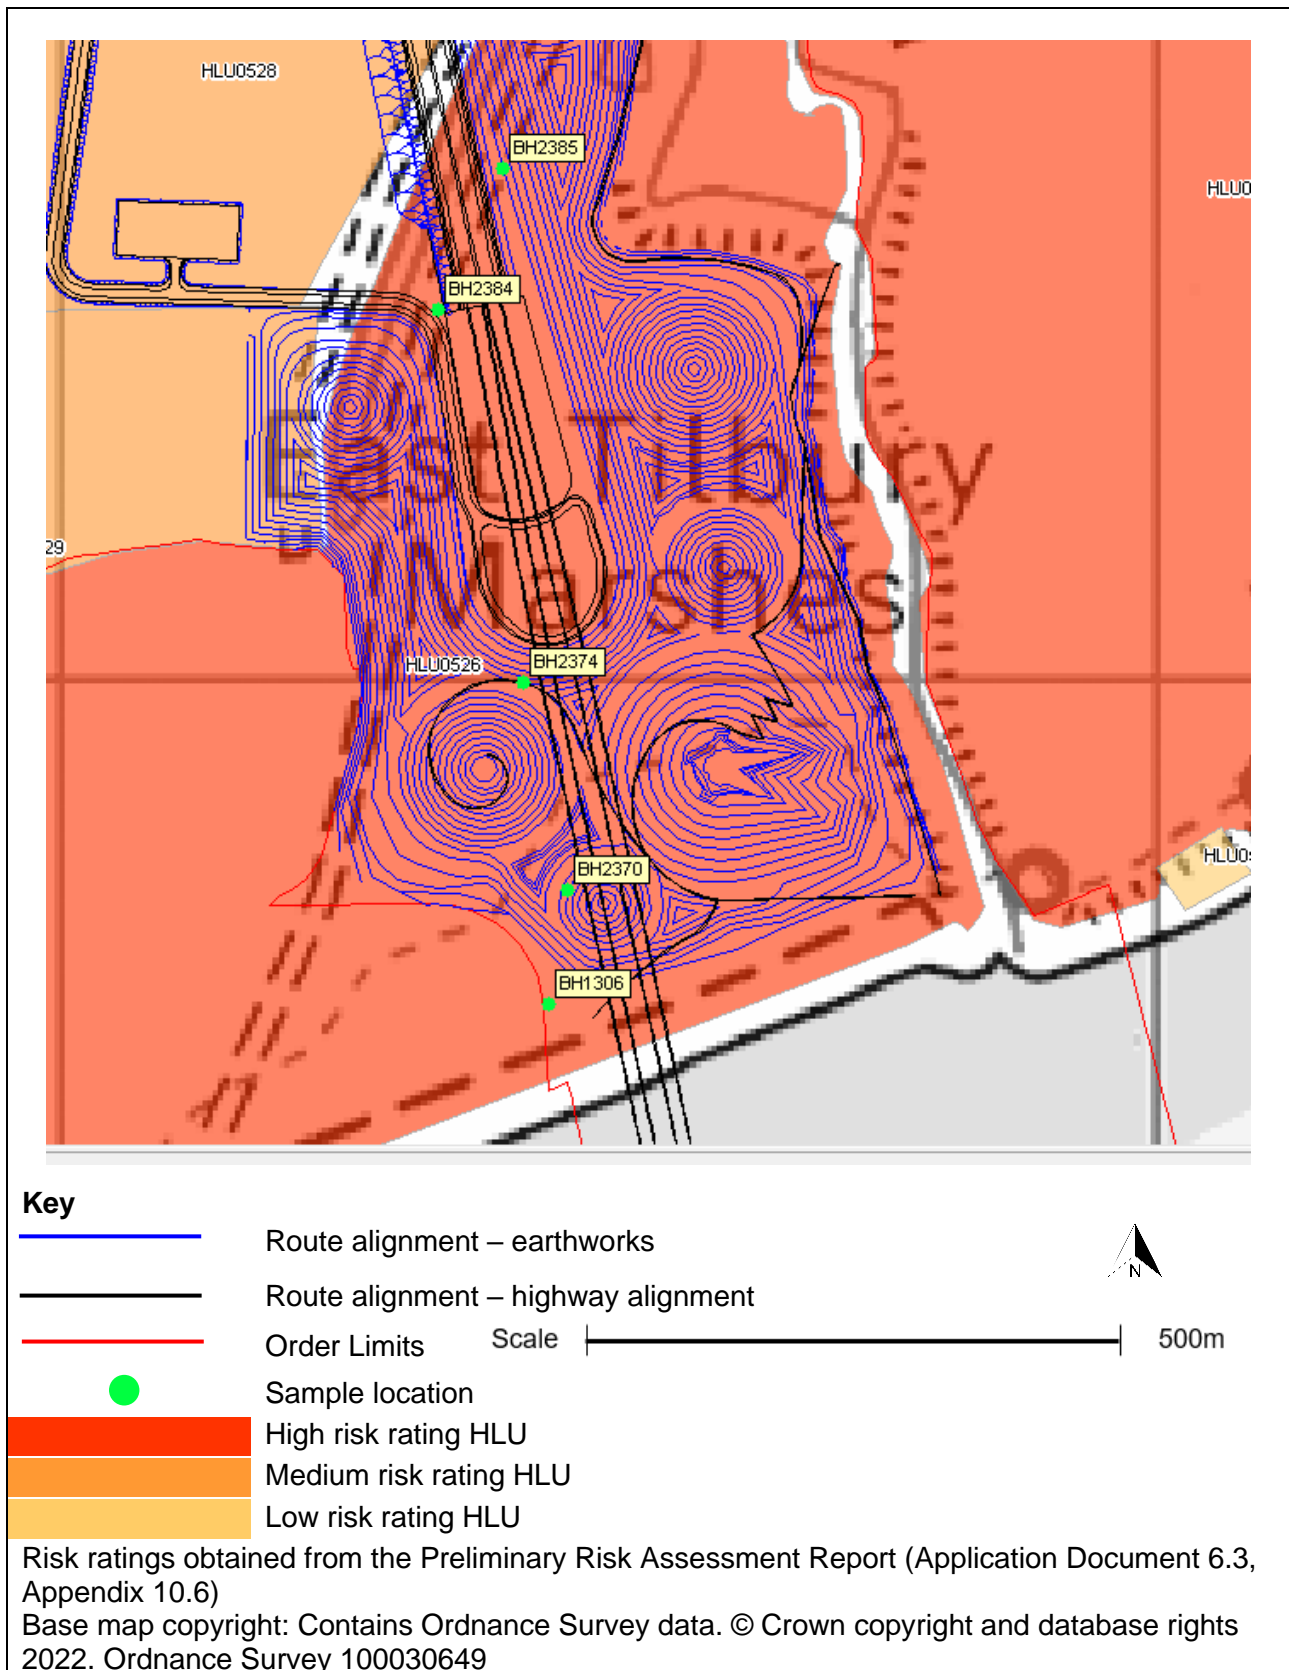 HLU0528
BH2385
HLU0
BH2384
East Tilbury
29
Marshes
HLU0526
BH2374
HLU0
BH2370
BH1306
Key
Route alignment – earthworks
N
Route alignment – highway alignment
Order Limits Scale 500m
Sample location
High risk rating HLU
Medium risk rating HLU
Low risk rating HLU
Risk ratings obtained from the Preliminary Risk Assessment Report (Application Document 6.3,
Appendix 10.6)
Base map copyright: Contains Ordnance Survey data. © Crown copyright and database rights
2022. Ordnance Survey 100030649